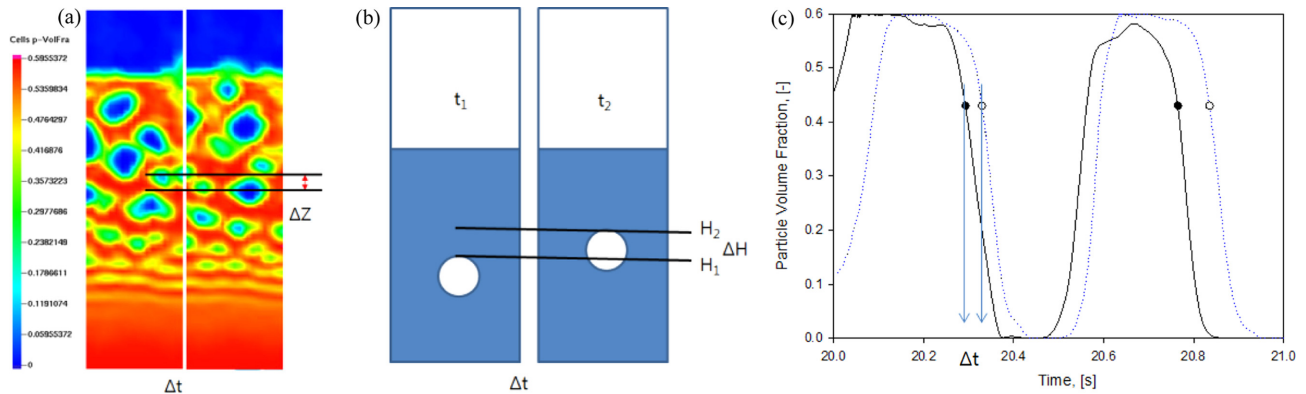 (a)
Cells p-VolFra
0.5955372
0.5359834
0.4764297
0.416876
0.3573223
0.2977686
0.2382149
0.1786611
0.1191074
0.05955372
0
ΔZ
Δt
(b)
t1
t2
H2
ΔH
H1
Δt
(c)
Particle Volume Fraction, [-]
0.6
0.5
0.4
0.3
0.2
0.1
0.0
20.0
20.2
20.4
20.6
20.8
21.0
Δt
Time, [s]